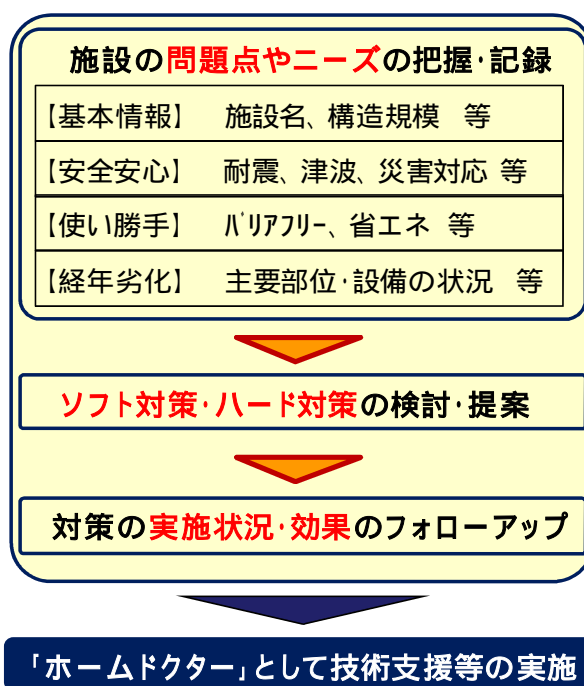 施設の問題点やニーズの把握･記録
【基本情報】　施設名、構造規模　等
【安全安心】　耐震、津波、災害対応 等
【使い勝手】　ﾊﾞﾘｱﾌﾘｰ、省エネ 等
【経年劣化】　主要部位･設備の状況　等
ソフト対策･ハード対策の検討･提案
対策の実施状況･効果のフォローアップ
｢ホームドクター｣として技術支援等の実施